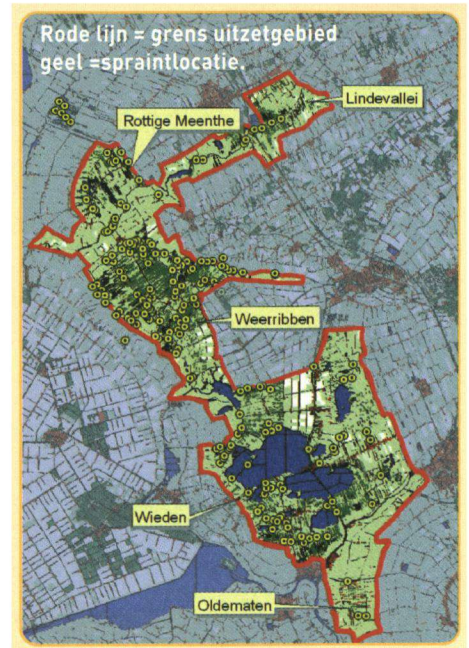 Rode lijn = grens uitzetgebied
geel =spraintlocatie.
Lindevallei
Rottige Meenthe
Weerribben
Wieden
Oldematen